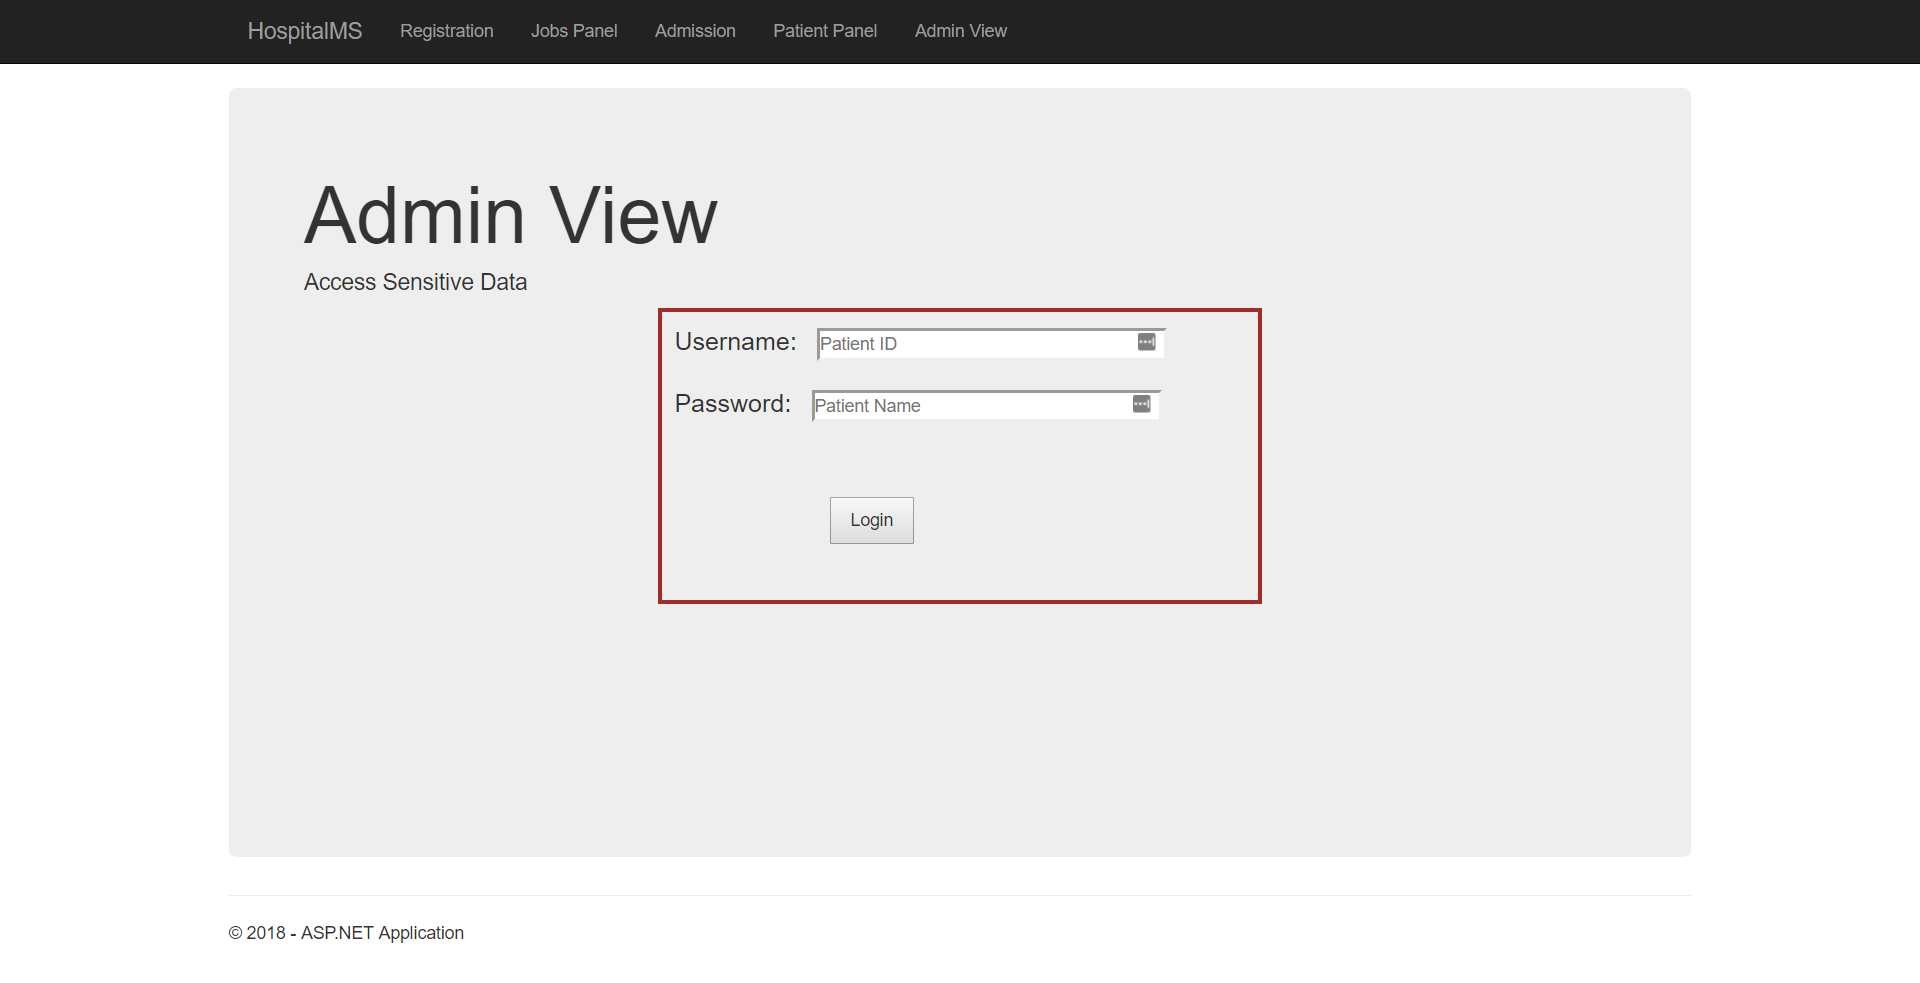 HospitalMS Registration Jobs Panel Admission Patient Panel Admin View
Admin View
Access Sensitive Data
Username: Patient ID
Password: Patient Name
Login
© 2018 - ASP.NET Application